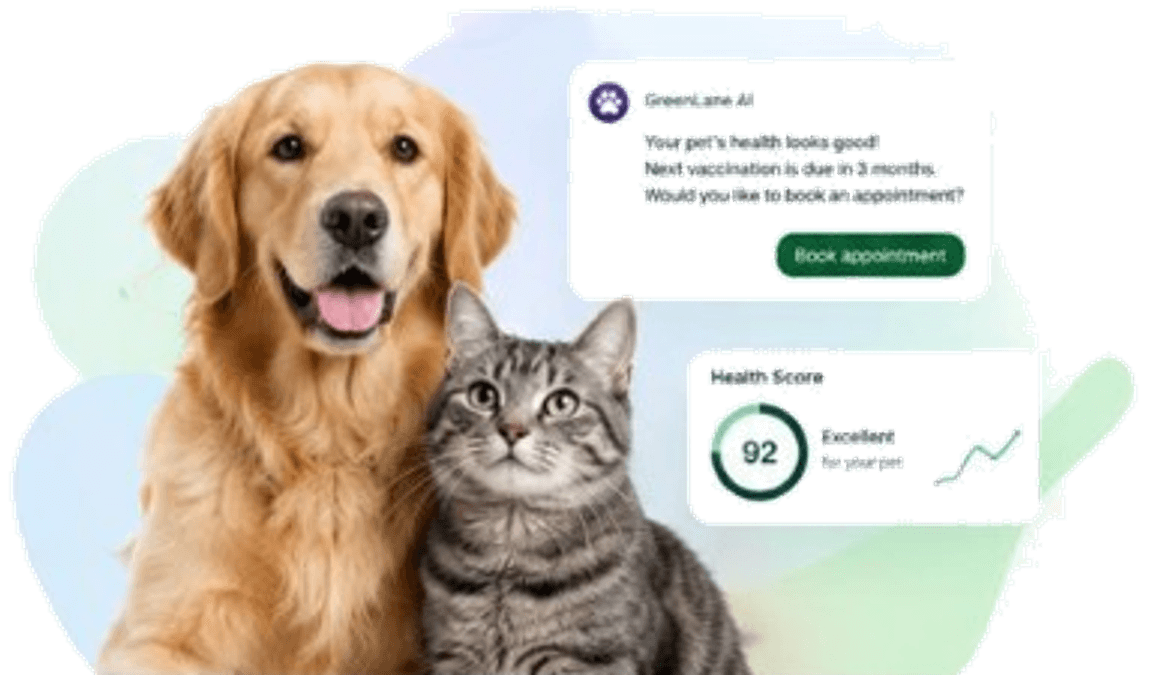 GreenLane AI
Your pet's health looks good!
Next vaccination is due in 3 months.
Would you like to book an appointment?
Book appointment
Health Score
92
Excellent
for your pet